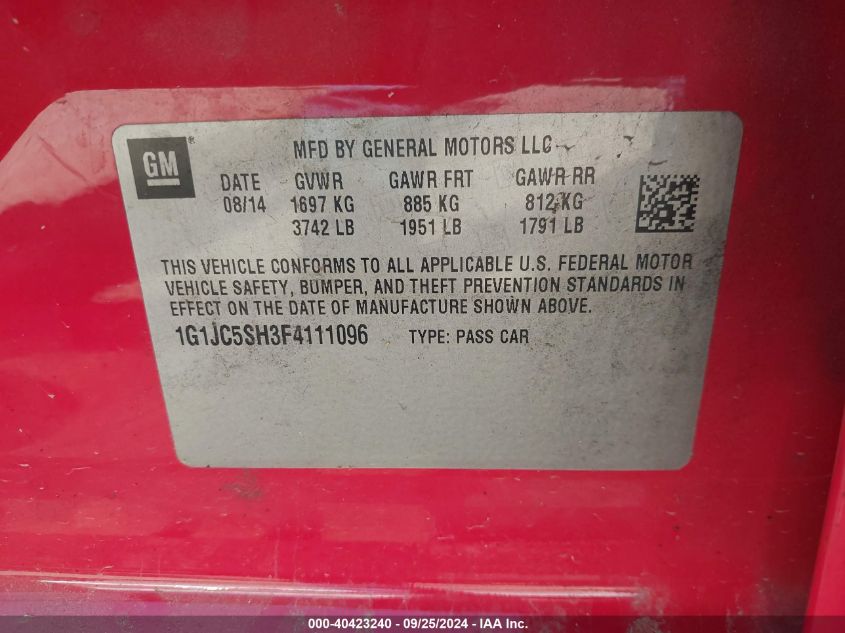 GM
MFD BY GENERAL MOTORS LLC
DATE GVWR GAWR FRT GAWR RR
08/14 1697 KG 885 KG 812 KG
3742 LB 1951 LB 1791 LB
THIS VEHICLE CONFORMS TO ALL APPLICABLE U.S. FEDERAL MOTOR
VEHICLE SAFETY, BUMPER, AND THEFT PREVENTION STANDARDS IN
EFFECT ON THE DATE OF MANUFACTURE SHOWN ABOVE.
1G1JC5SH3F4111096 TYPE: PASS CAR
000-40423240 - 09/25/2024 - IAA Inc.